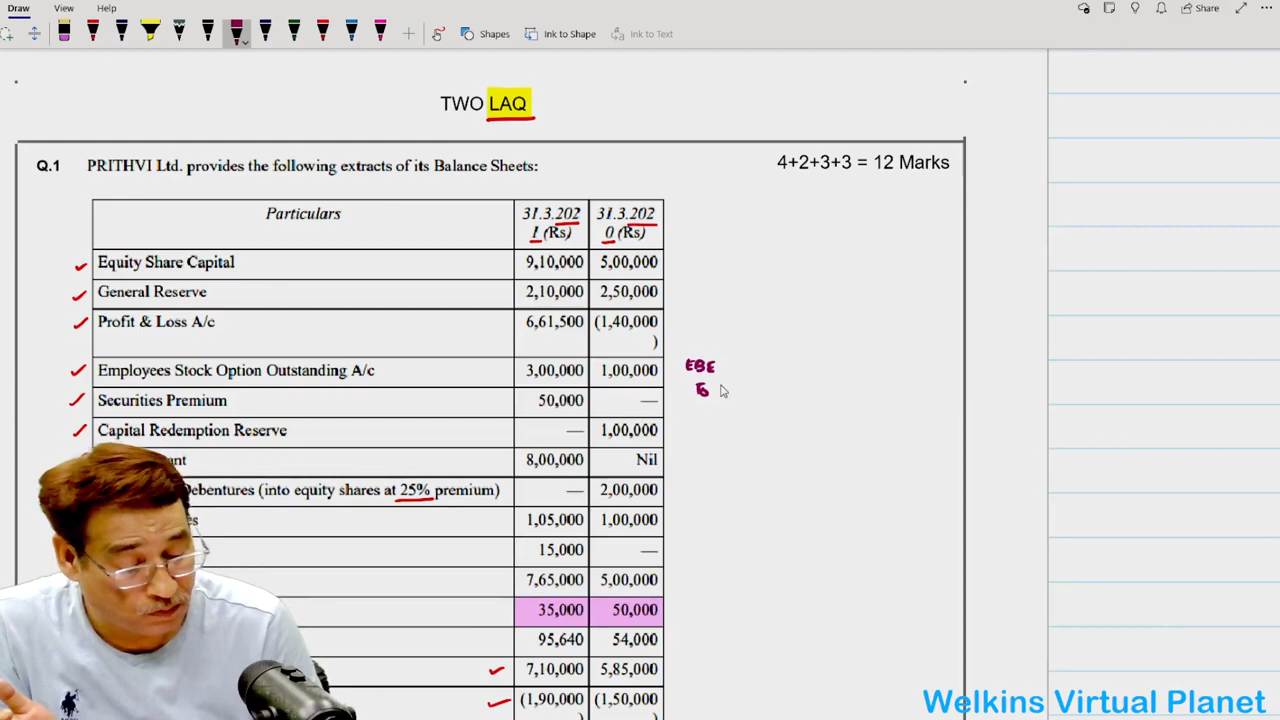 Draw View Help
Share
Shapes Ink to Shape Ink to Text
TWO LAQ
Q.1 PRITHVI Ltd. provides the following extracts of its Balance Sheets: 4+2+3+3 = 12 Marks
Particulars 31.3.202 31.3.202
1 (Rs) 0 (Rs)
Equity Share Capital 9,10,000 5,00,000
General Reserve 2,10,000 2,50,000
Profit & Loss A/c 6,61,500 (1,40,000
)
EBE
Employees Stock Option Outstanding A/c 3,00,000 1,00,000
Securities Premium 50,000 —
Capital Redemption Reserve — 1,00,000
8,00,000 Nil
Debentures (into equity shares at 25% premium) — 2,00,000
1,05,000 1,00,000
15,000 —
7,65,000 5,00,000
35,000 50,000
95,640 54,000
7,10,000 5,85,000
(1,90,000 (1,50,000
Welkins Virtual Planet